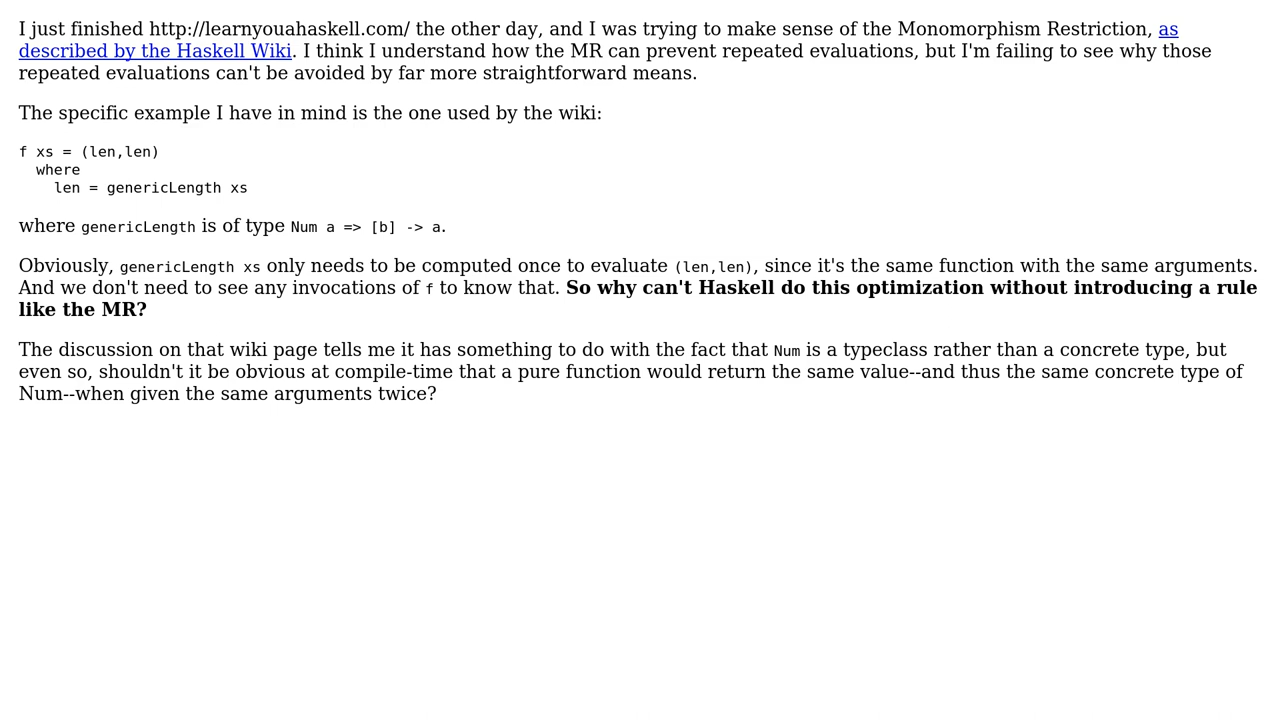 I just finished http://learnyouahaskell.com/ the other day, and I was trying to make sense of the Monomorphism Restriction, as
described by the Haskell Wiki. I think I understand how the MR can prevent repeated evaluations, but I'm failing to see why those
repeated evaluations can't be avoided by far more straightforward means.
The specific example I have in mind is the one used by the wiki:
f xs = (len,len)
  where
    len = genericLength xs
where genericLength is of type Num a => [b] -> a.
Obviously, genericLength xs only needs to be computed once to evaluate (len,len), since it's the same function with the same arguments.
And we don't need to see any invocations of f to know that. So why can't Haskell do this optimization without introducing a rule
like the MR?
The discussion on that wiki page tells me it has something to do with the fact that Num is a typeclass rather than a concrete type, but
even so, shouldn't it be obvious at compile-time that a pure function would return the same value--and thus the same concrete type of
Num--when given the same arguments twice?